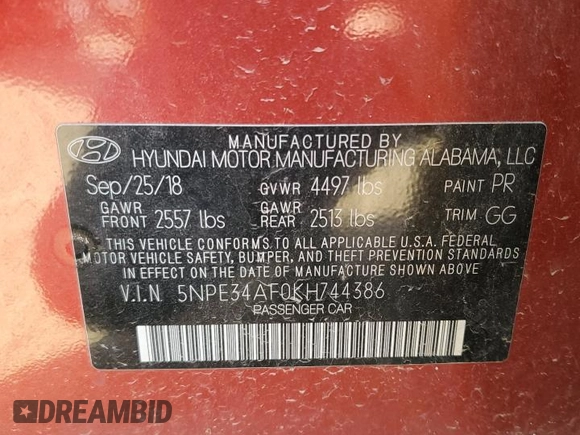 MANUFACTURED BY
HYUNDAI MOTOR MANUFACTURING ALABAMA, LLC
Sep/25/18 GVWR 4497 lbs PAINT PR
GAWR FRONT 2557 lbs GAWR REAR 2513 lbs TRIM GG
THIS VEHICLE CONFORMS TO ALL APPLICABLE U.S.A. FEDERAL
MOTOR VEHICLE SAFETY, BUMPER, AND THEFT PREVENTION STANDARDS
IN EFFECT ON THE DATE OF MANUFACTURE SHOWN ABOVE.
V.I.N 5NPE34AF0KH744386
PASSENGER CAR
DREAMBID